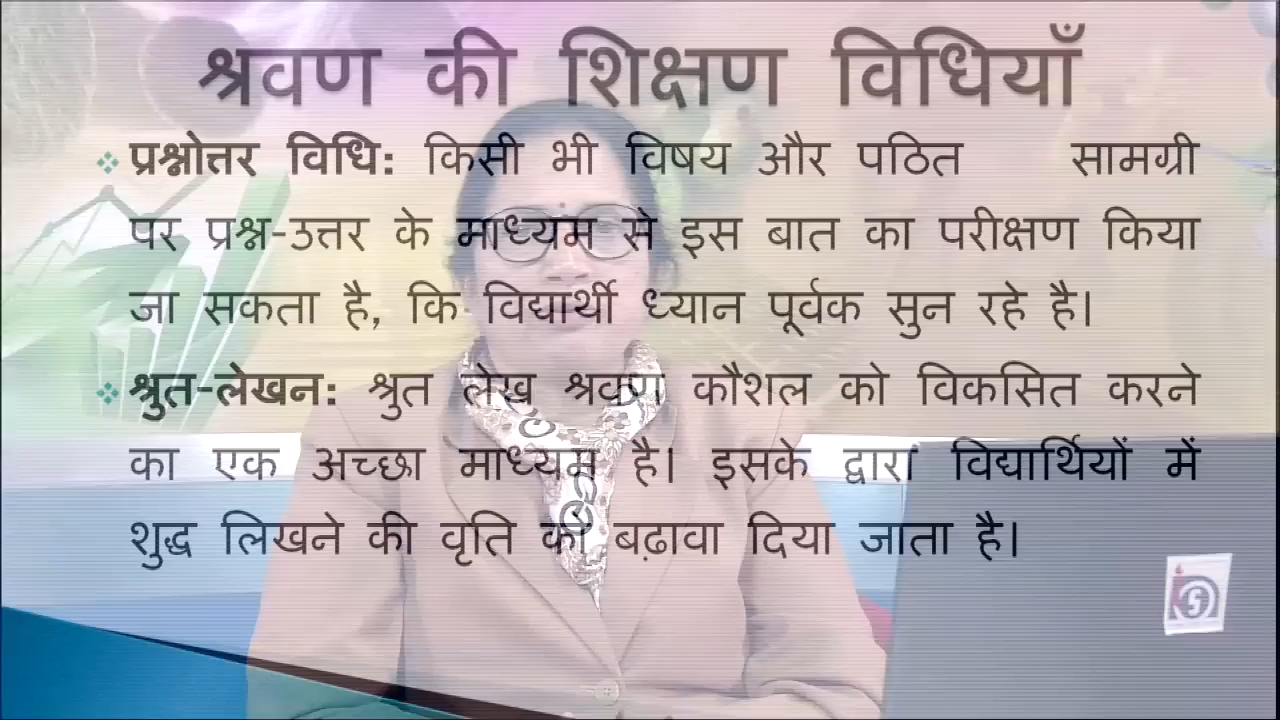 श्रवण की शिक्षण विधियाँ
प्रश्नोत्तर विधि: किसी भी विषय और पठित सामग्री
पर प्रश्न-उत्तर के माध्यम से इस बात का परीक्षण किया
जा सकता है, कि विद्यार्थी ध्यान पूर्वक सुन रहे है।
श्रुत-लेखन: श्रुत लेख श्रवण कौशल को विकसित करने
का एक अच्छा माध्यम है। इसके द्वारा विद्यार्थियों में
शुद्ध लिखने की वृति को बढ़ावा दिया जाता है।